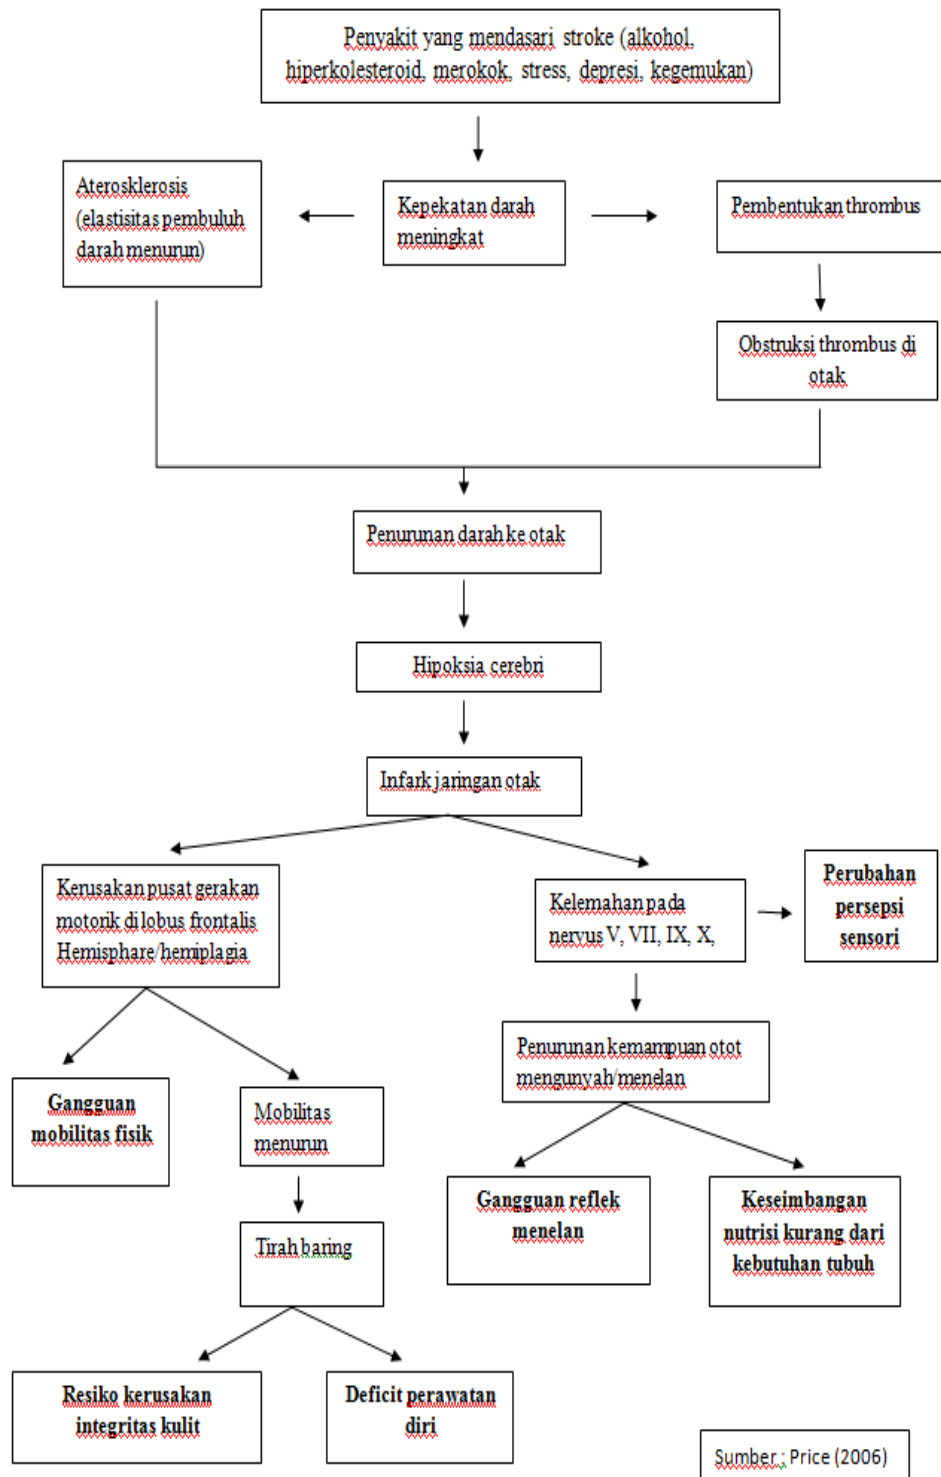 Penyakit yang mendasari stroke (alkohol,
hiperkolesteroid, merokok, stress, depresi, kegemukan)
Aterosklerosis
(elastisitas pembuluh
darah menurun)
Kepekatan darah
meningkat
Pembentukan thrombus
Obstruksi thrombus di
otak
Penurunan darah ke otak
Hipoksia cerebri
Infark jaringan otak
Kerusakan pusat gerakan
motorik di lobus frontalis
Hemisphare/hemiplagia
Kelemahan pada
nervus V, VII, IX, X,
Perubahan
persepsi
sensori
Penurunan kemampuan otot
mengunyah/menelan
Gangguan
mobilitas fisik
Mobilitas
menurun
Gangguan reflek
menelan
Keseimbangan
nutrisi kurang dari
kebutuhan tubuh
Tirah baring
Resiko kerusakan
integritas kulit
Deficit perawatan
diri
Sumber ; Price (2006)